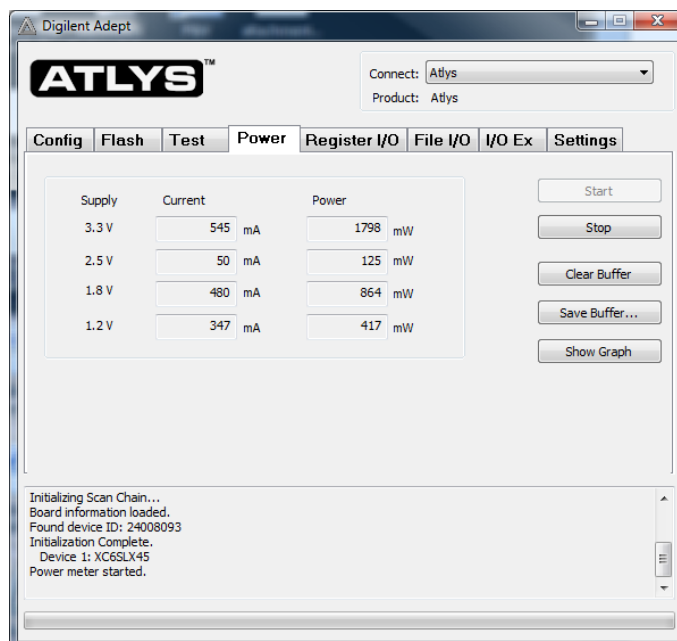 Digilent Adept
ATLYS™
Connect: Atlys
Product: Atlys
Config Flash Test Power Register I/O File I/O I/O Ex Settings
Supply Current Power
3.3 V 545 mA 1798 mW
2.5 V 50 mA 125 mW
1.8 V 480 mA 864 mW
1.2 V 347 mA 417 mW
Start
Stop
Clear Buffer
Save Buffer...
Show Graph
Initializing Scan Chain...
Board information loaded.
Found device ID: 24008093
Initialization Complete.
Device 1: XC6SLX45
Power meter started.